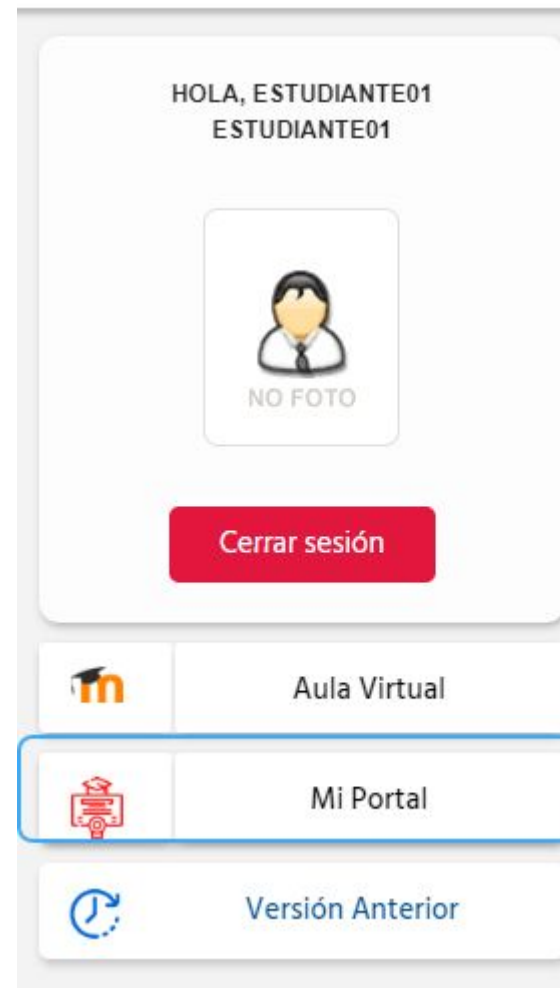 HOLA, ESTUDIANTE01
ESTUDIANTE01
NO FOTO
Cerrar sesión
Aula Virtual
Mi Portal
Versión Anterior